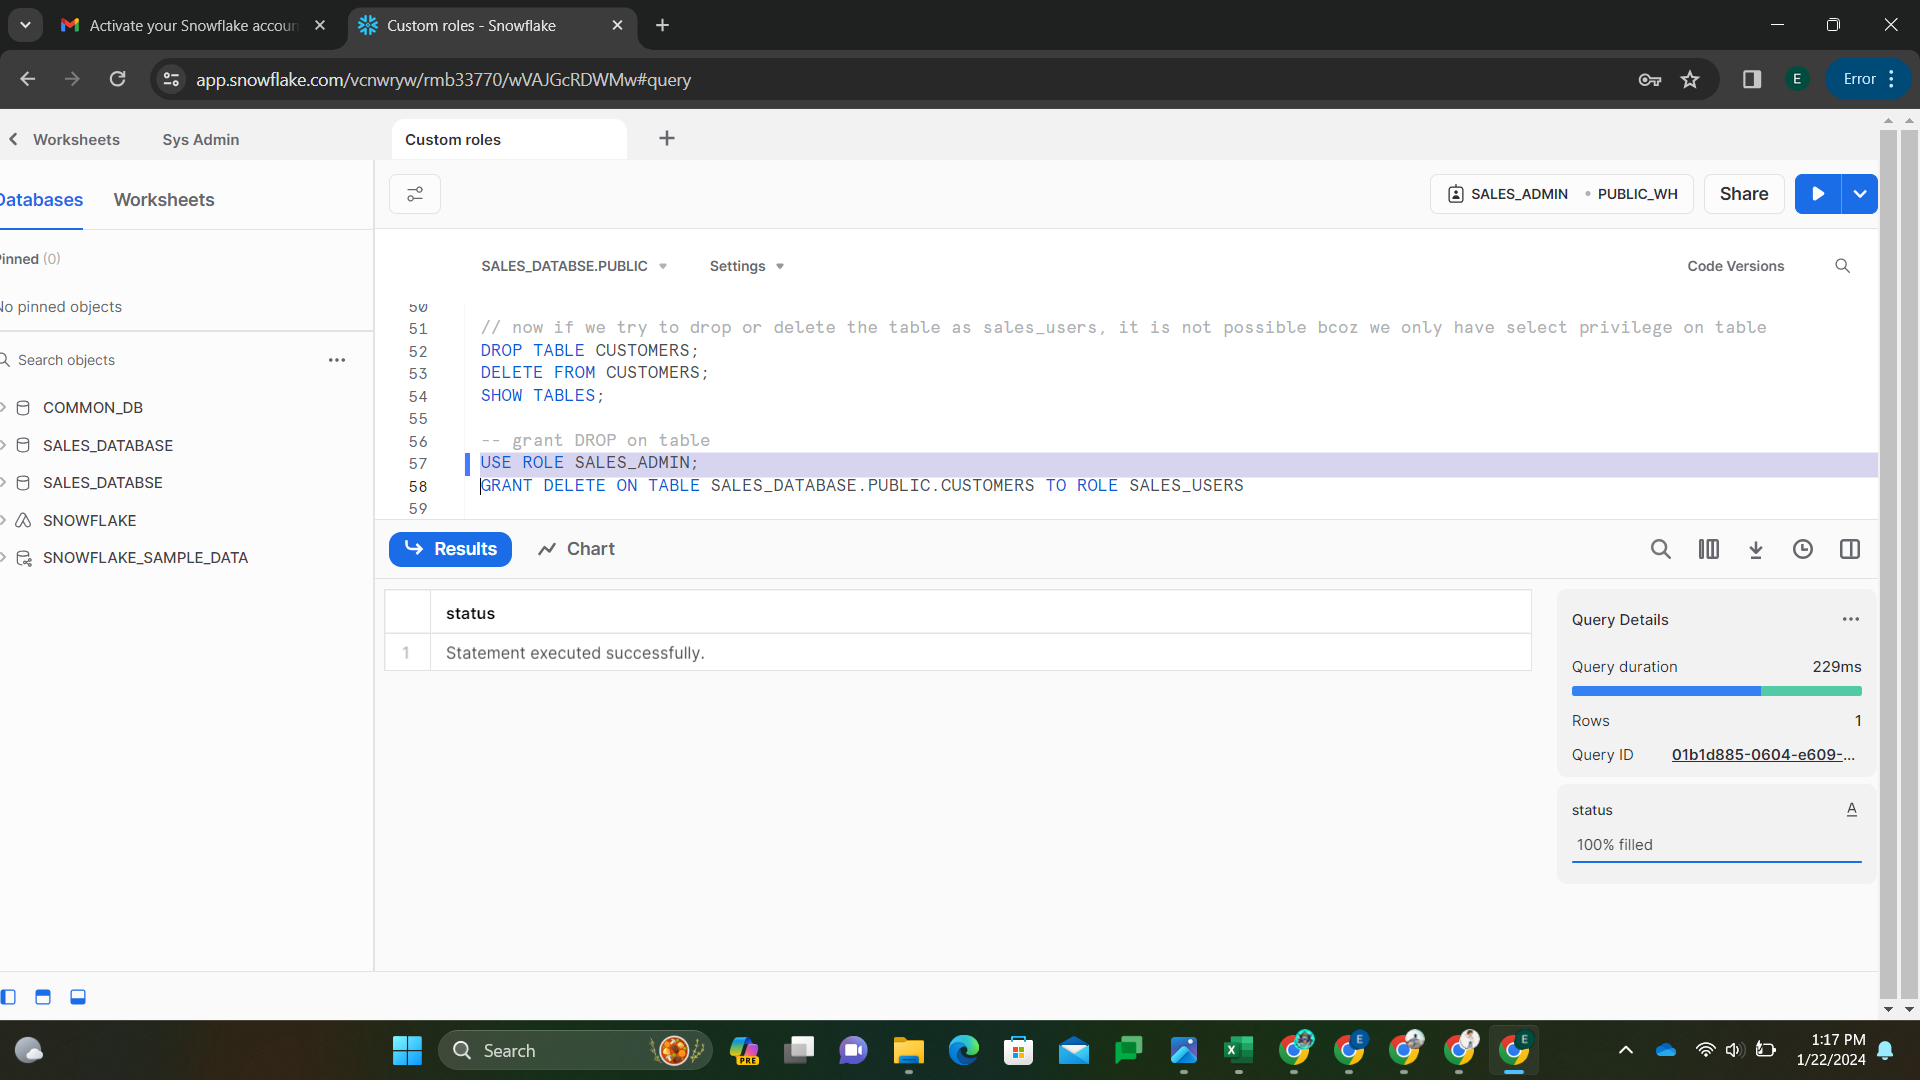 Activate your Snowflake accoun
Custom roles - Snowflake
app.snowflake.com/vcnwryw/rmb33770/wVAJGcRDWMw#query
E
Error
Worksheets
Sys Admin
Custom roles
Databases
Worksheets
SALES_ADMIN
PUBLIC_WH
Share
inned (0)
SALES_DATABSE.PUBLIC
Settings
Code Versions
No pinned objects
Search objects
COMMON_DB
SALES_DATABASE
SALES_DATABSE
SNOWFLAKE
SNOWFLAKE_SAMPLE_DATA
50
51 // now if we try to drop or delete the table as sales_users, it is not possible bcoz we only have select privilege on table
52 DROP TABLE CUSTOMERS;
53 DELETE FROM CUSTOMERS;
54 SHOW TABLES;
55
56 -- grant DROP on table
57 USE ROLE SALES_ADMIN;
58 GRANT DELETE ON TABLE SALES_DATABASE.PUBLIC.CUSTOMERS TO ROLE SALES_USERS
59
Results
Chart
status
1 Statement executed successfully.
Query Details
Query duration 229ms
Rows 1
Query ID 01b1d885-0604-e609-...
status A
100% filled
Search
PRE
E
E
1:17 PM
1/22/2024